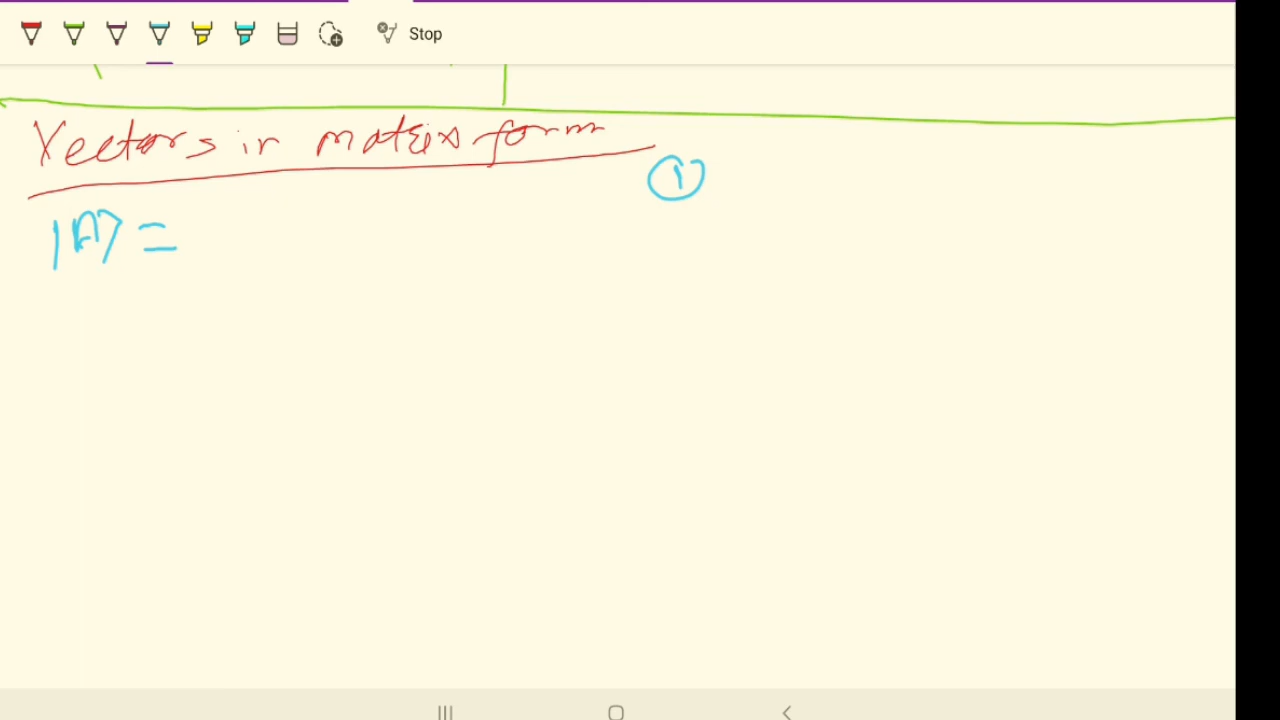 Stop
Vectors in matrix form
①
|A⟩ =